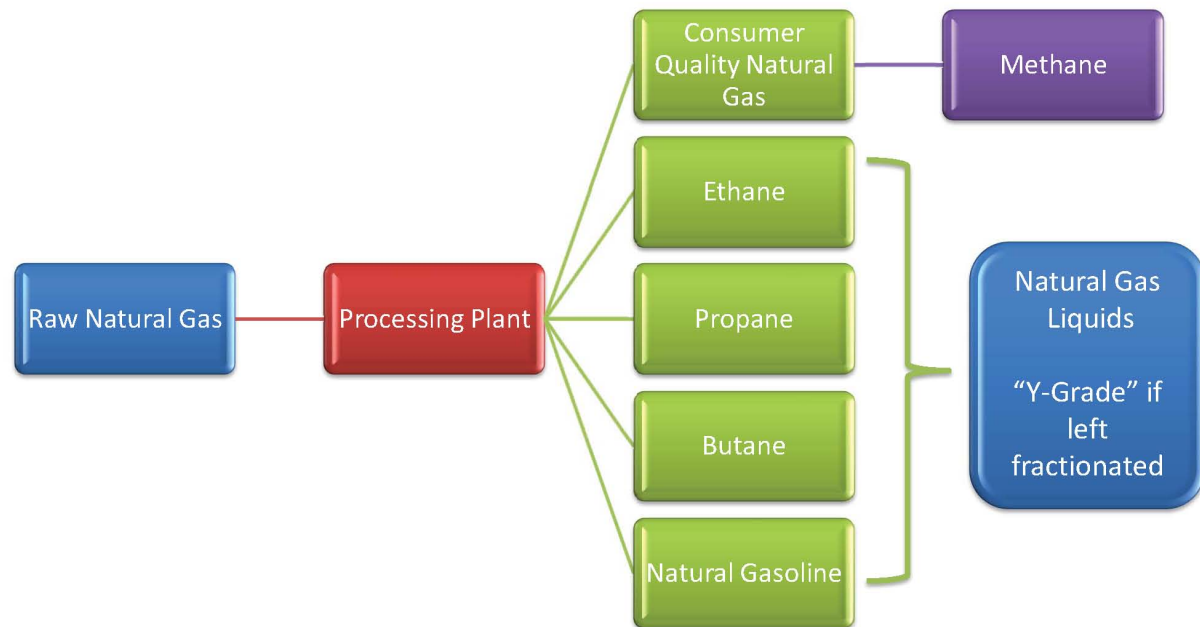 Raw Natural Gas
Processing Plant
Consumer
Quality Natural
Gas
Methane
Ethane
Propane
Butane
Natural Gasoline
Natural Gas
Liquids
“Y-Grade” if
left
fractionated